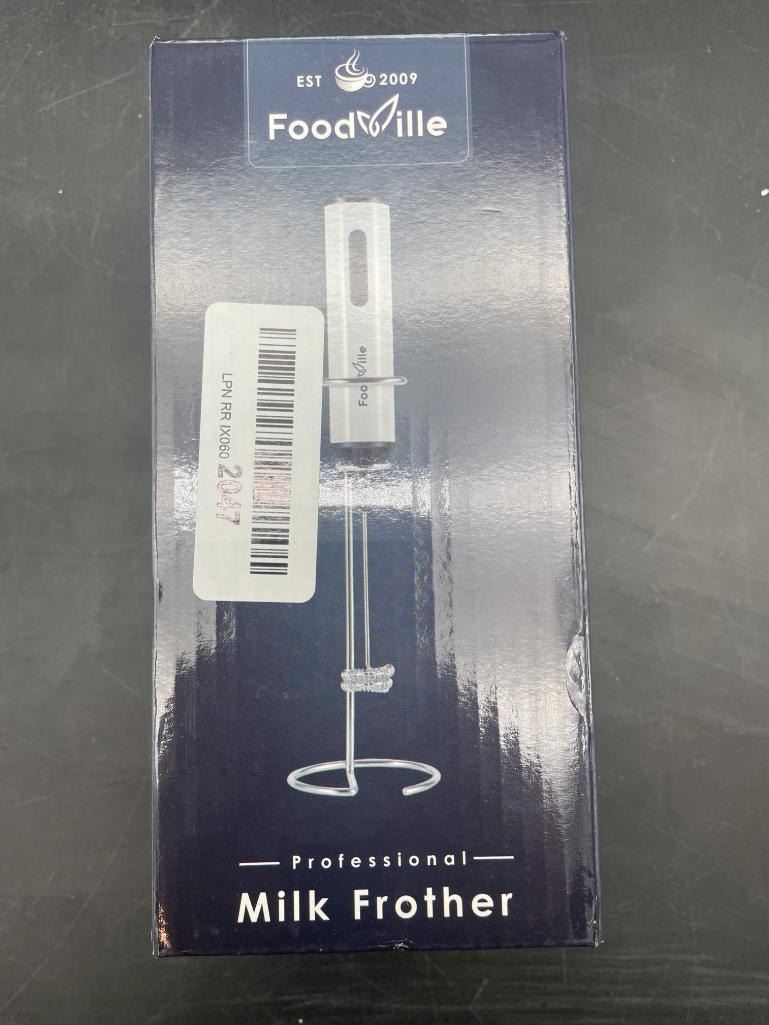 EST 2009
FoodVille
FoodVille
LPN RR IX060 2047
Professional
Milk Frother